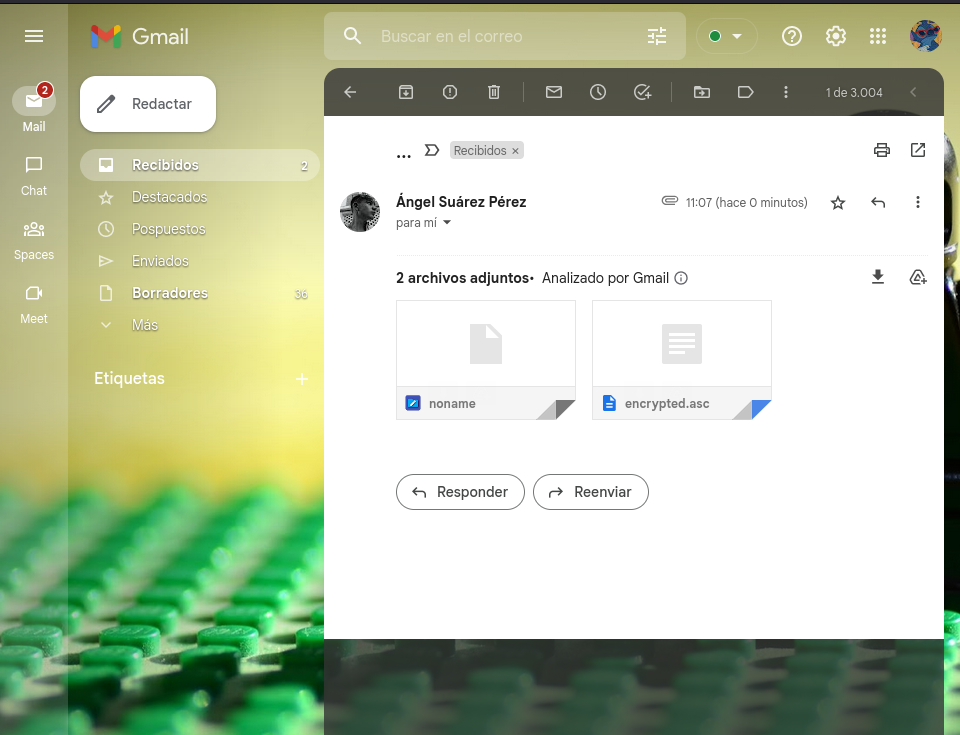 Gmail
Buscar en el correo
2
Mail
Redactar
1 de 3.004
...
Recibidos ×
Recibidos 2
Destacados
Chat
Pospuestos
Ángel Suárez Pérez
11:07 (hace 0 minutos)
para mí
Enviados
Spaces
2 archivos adjuntos• Analizado por Gmail
Borradores 36
Meet
Más
Etiquetas +
noname
encrypted.asc
Responder
Reenviar